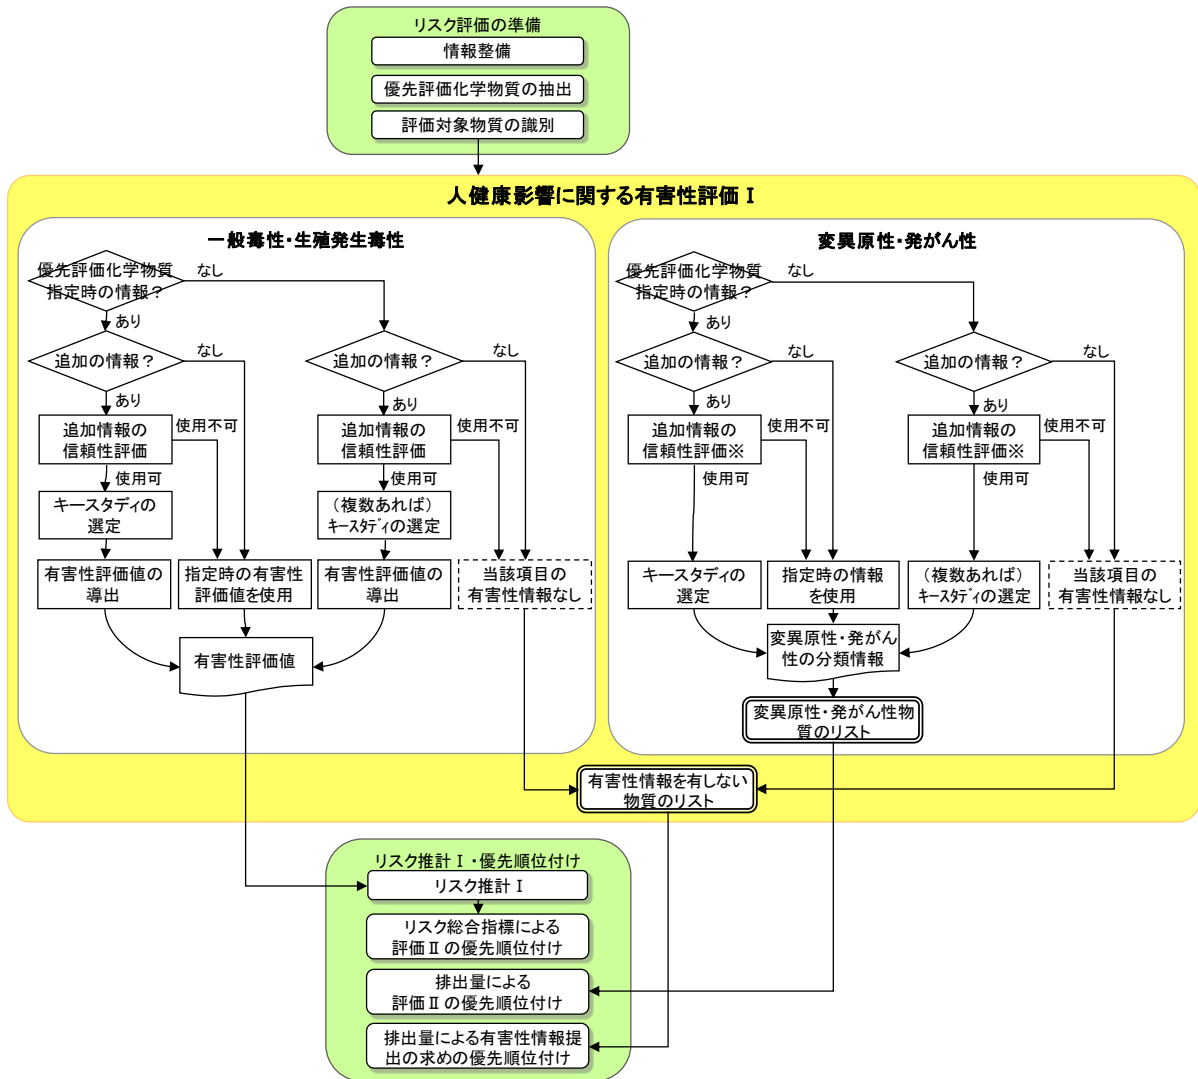 リスク評価の準備
情報整備
優先評価化学物質の抽出
評価対象物質の識別
人健康影響に関する有害性評価Ⅰ
一般毒性・生殖発生毒性
優先評価化学物質
指定時の情報？
なし
あり
追加の情報？
なし
あり
追加情報の
信頼性評価
使用不可
使用可
キースタディの
選定
有害性評価値の
導出
指定時の有害性
評価値を使用
追加の情報？
なし
あり
追加情報の
信頼性評価
使用不可
使用可
（複数あれば）
ｷｰｽﾀﾃﾞｨの選定
有害性評価値の
導出
当該項目の
有害性情報なし
有害性評価値
変異原性・発がん性
優先評価化学物質
指定時の情報？
なし
あり
追加の情報？
なし
あり
追加情報の
信頼性評価※
使用不可
使用可
キースタディの
選定
指定時の情報
を使用
追加の情報？
なし
あり
追加情報の
信頼性評価※
使用不可
使用可
（複数あれば）
キースタディの選定
当該項目の
有害性情報なし
変異原性・発がん
性の分類情報
変異原性・発がん性物
質のリスト
有害性情報を有しない
物質のリスト
リスク推計Ⅰ・優先順位付け
リスク推計Ⅰ
リスク総合指標による
評価Ⅱの優先順位付け
排出量による
評価Ⅱの優先順位付け
排出量による有害性情報提
出の求めの優先順位付け